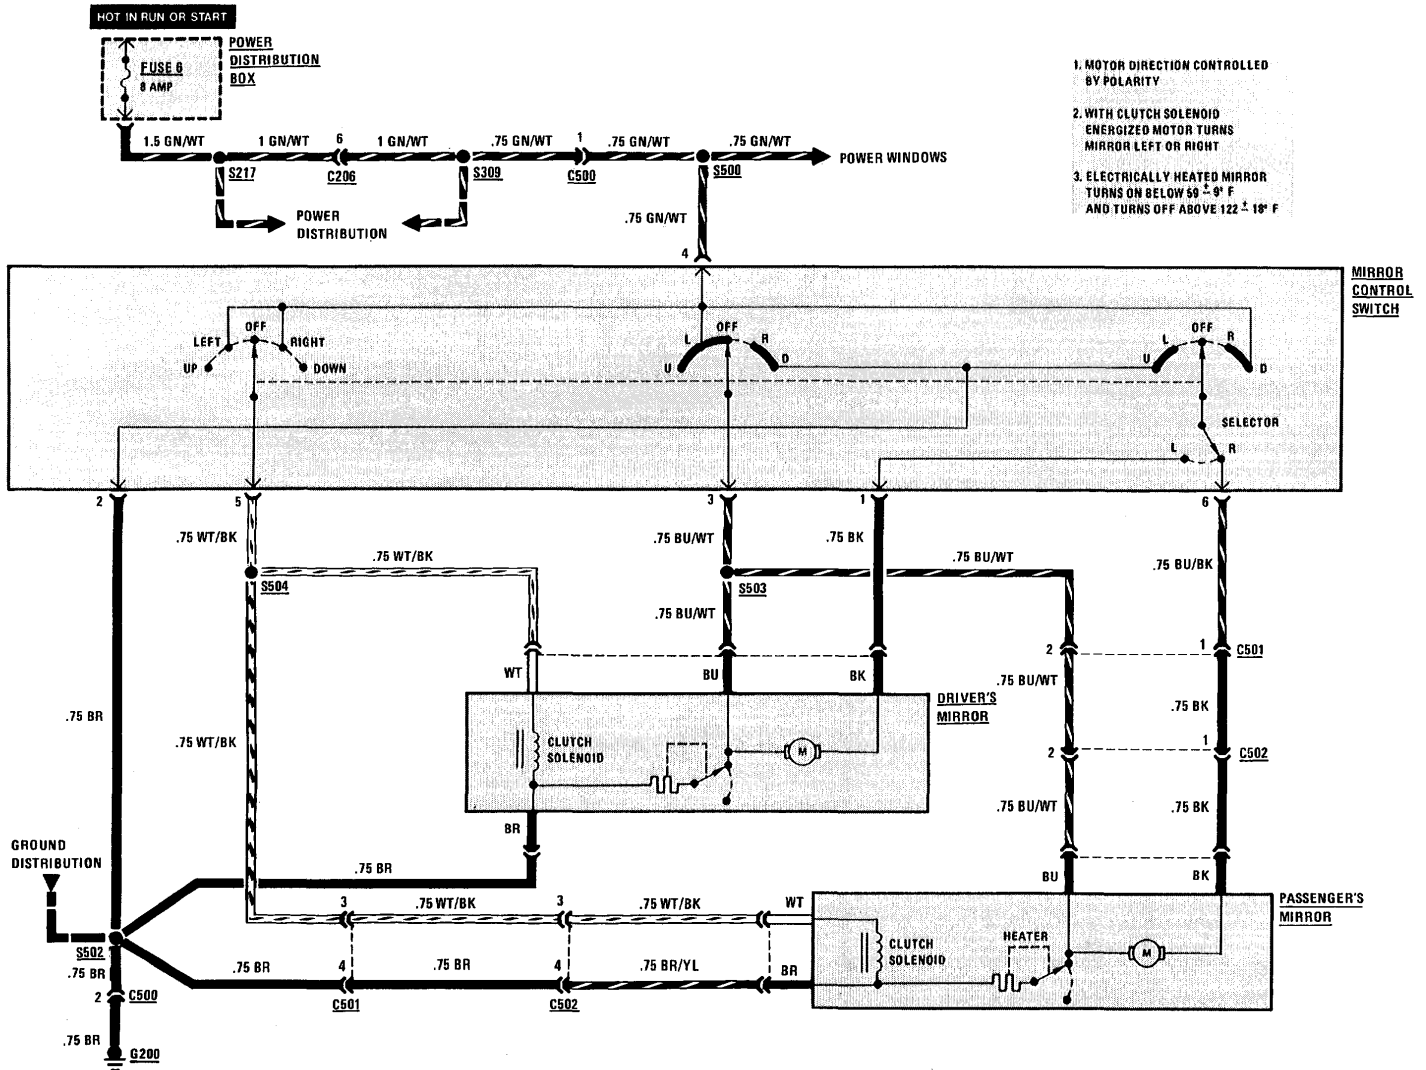 HOT IN RUN OR START
POWER
DISTRIBUTION
BOX
FUSE 6
8 AMP
1. MOTOR DIRECTION CONTROLLED
BY POLARITY
2. WITH CLUTCH SOLENOID
ENERGIZED MOTOR TURNS
MIRROR LEFT OR RIGHT
3. ELECTRICALLY HEATED MIRROR
TURNS ON BELOW 59 ± 9° F
AND TURNS OFF ABOVE 122 ± 18° F
1.5 GN/WT
1 GN/WT
6
1 GN/WT
.75 GN/WT
1
.75 GN/WT
.75 GN/WT
POWER WINDOWS
S217
C206
S309
C500
S500
POWER
DISTRIBUTION
.75 GN/WT
4
MIRROR
CONTROL
SWITCH
LEFT
OFF
RIGHT
UP
DOWN
L
OFF
R
U
D
L
OFF
R
U
D
SELECTOR
L
R
2
5
3
1
6
.75 WT/BK
.75 WT/BK
.75 BU/WT
.75 BK
.75 BU/WT
.75 BU/BK
S504
S503
.75 BU/WT
2
1
C501
WT
BU
BK
.75 BU/WT
DRIVER'S
MIRROR
.75 BK
.75 BR
.75 WT/BK
CLUTCH
SOLENOID
M
2
1
C502
.75 BU/WT
.75 BK
BR
GROUND
DISTRIBUTION
.75 BR
BU
BK
3
.75 WT/BK
3
.75 WT/BK
WT
PASSENGER'S
MIRROR
S502
.75 BR
.75 BR
4
.75 BR
4
.75 BR/YL
BR
CLUTCH
SOLENOID
HEATER
M
2
C500
C501
C502
.75 BR
G200